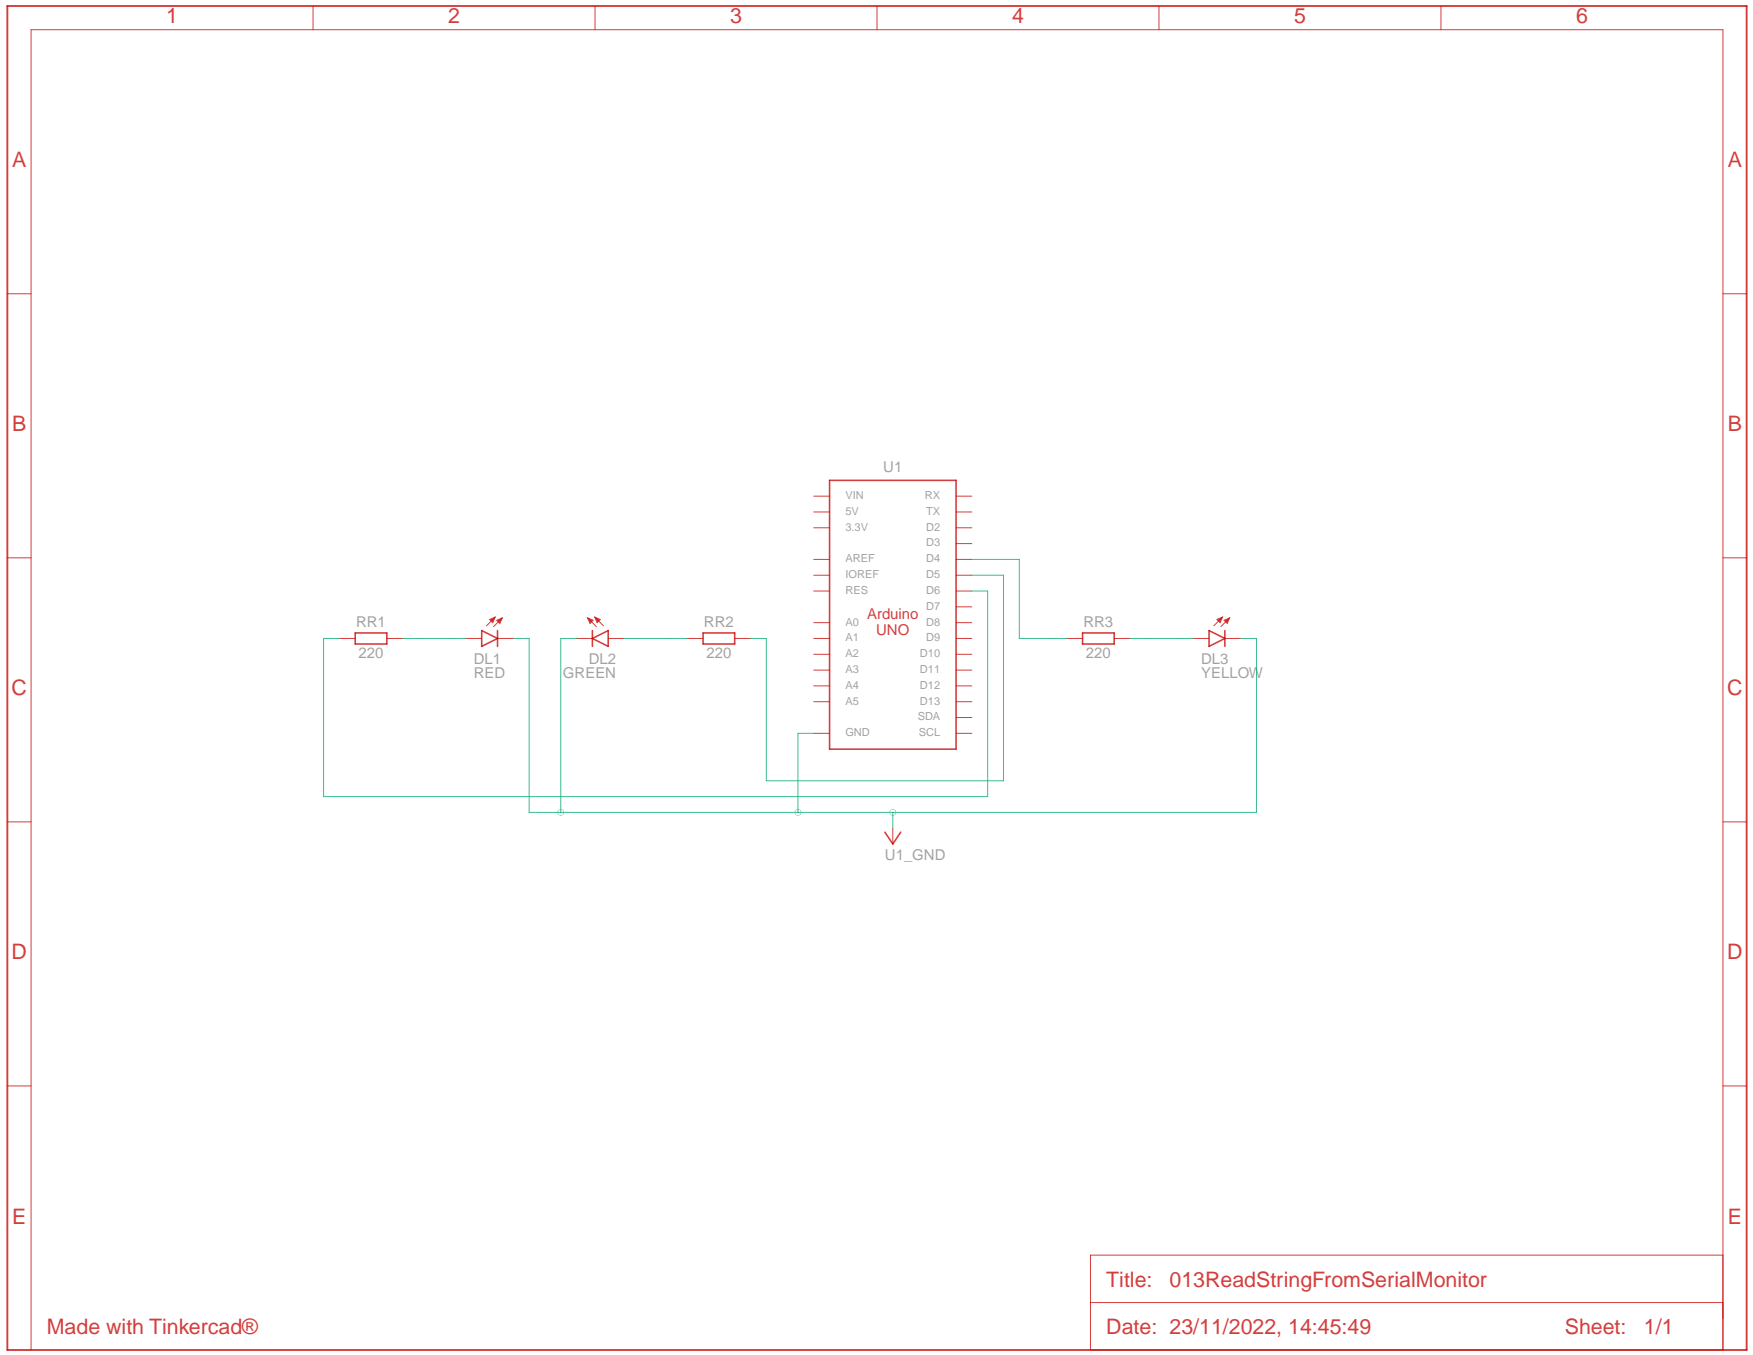 1 2 3 4 5 6
A A
B B
U1
VIN RX
5V TX
3.3V D2
D3
AREF D4
IOREF D5
RES D6
D7
Arduino
UNO
A0 D8
A1 D9
A2 D10
A3 D11
A4 D12
A5 D13
SDA
GND SCL
RR1
220
DL1
RED
DL2
GREEN
RR2
220
RR3
220
DL3
YELLOW
C C
U1_GND
D D
E E
Title: 013ReadStringFromSerialMonitor
Made with Tinkercad®
Date: 23/11/2022, 14:45:49 Sheet: 1/1